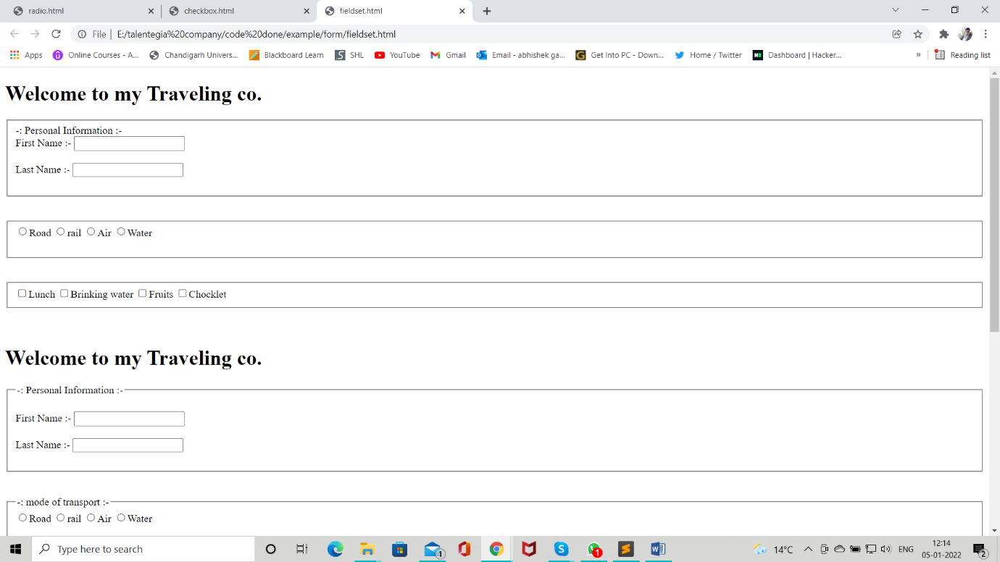 radio.html
checkbox.html
fieldset.html
File | E:/talentegia%20company/code%20done/example/form/fieldset.html
Apps Online Courses - A... Chandigarh Univers... Blackboard Learn SHL YouTube Gmail Email - abhishek ga... Get Into PC - Down... Home / Twitter Dashboard | Hacker... » Reading list
Welcome to my Traveling co.
-: Personal Information :-
First Name :-
Last Name :-
Road rail Air Water
Lunch Brinking water Fruits Chocklet
Welcome to my Traveling co.
-: Personal Information :-
First Name :-
Last Name :-
-: mode of transport :-
Road rail Air Water
Type here to search
1
1
14°C
ENG
12:14
05-01-2022
2